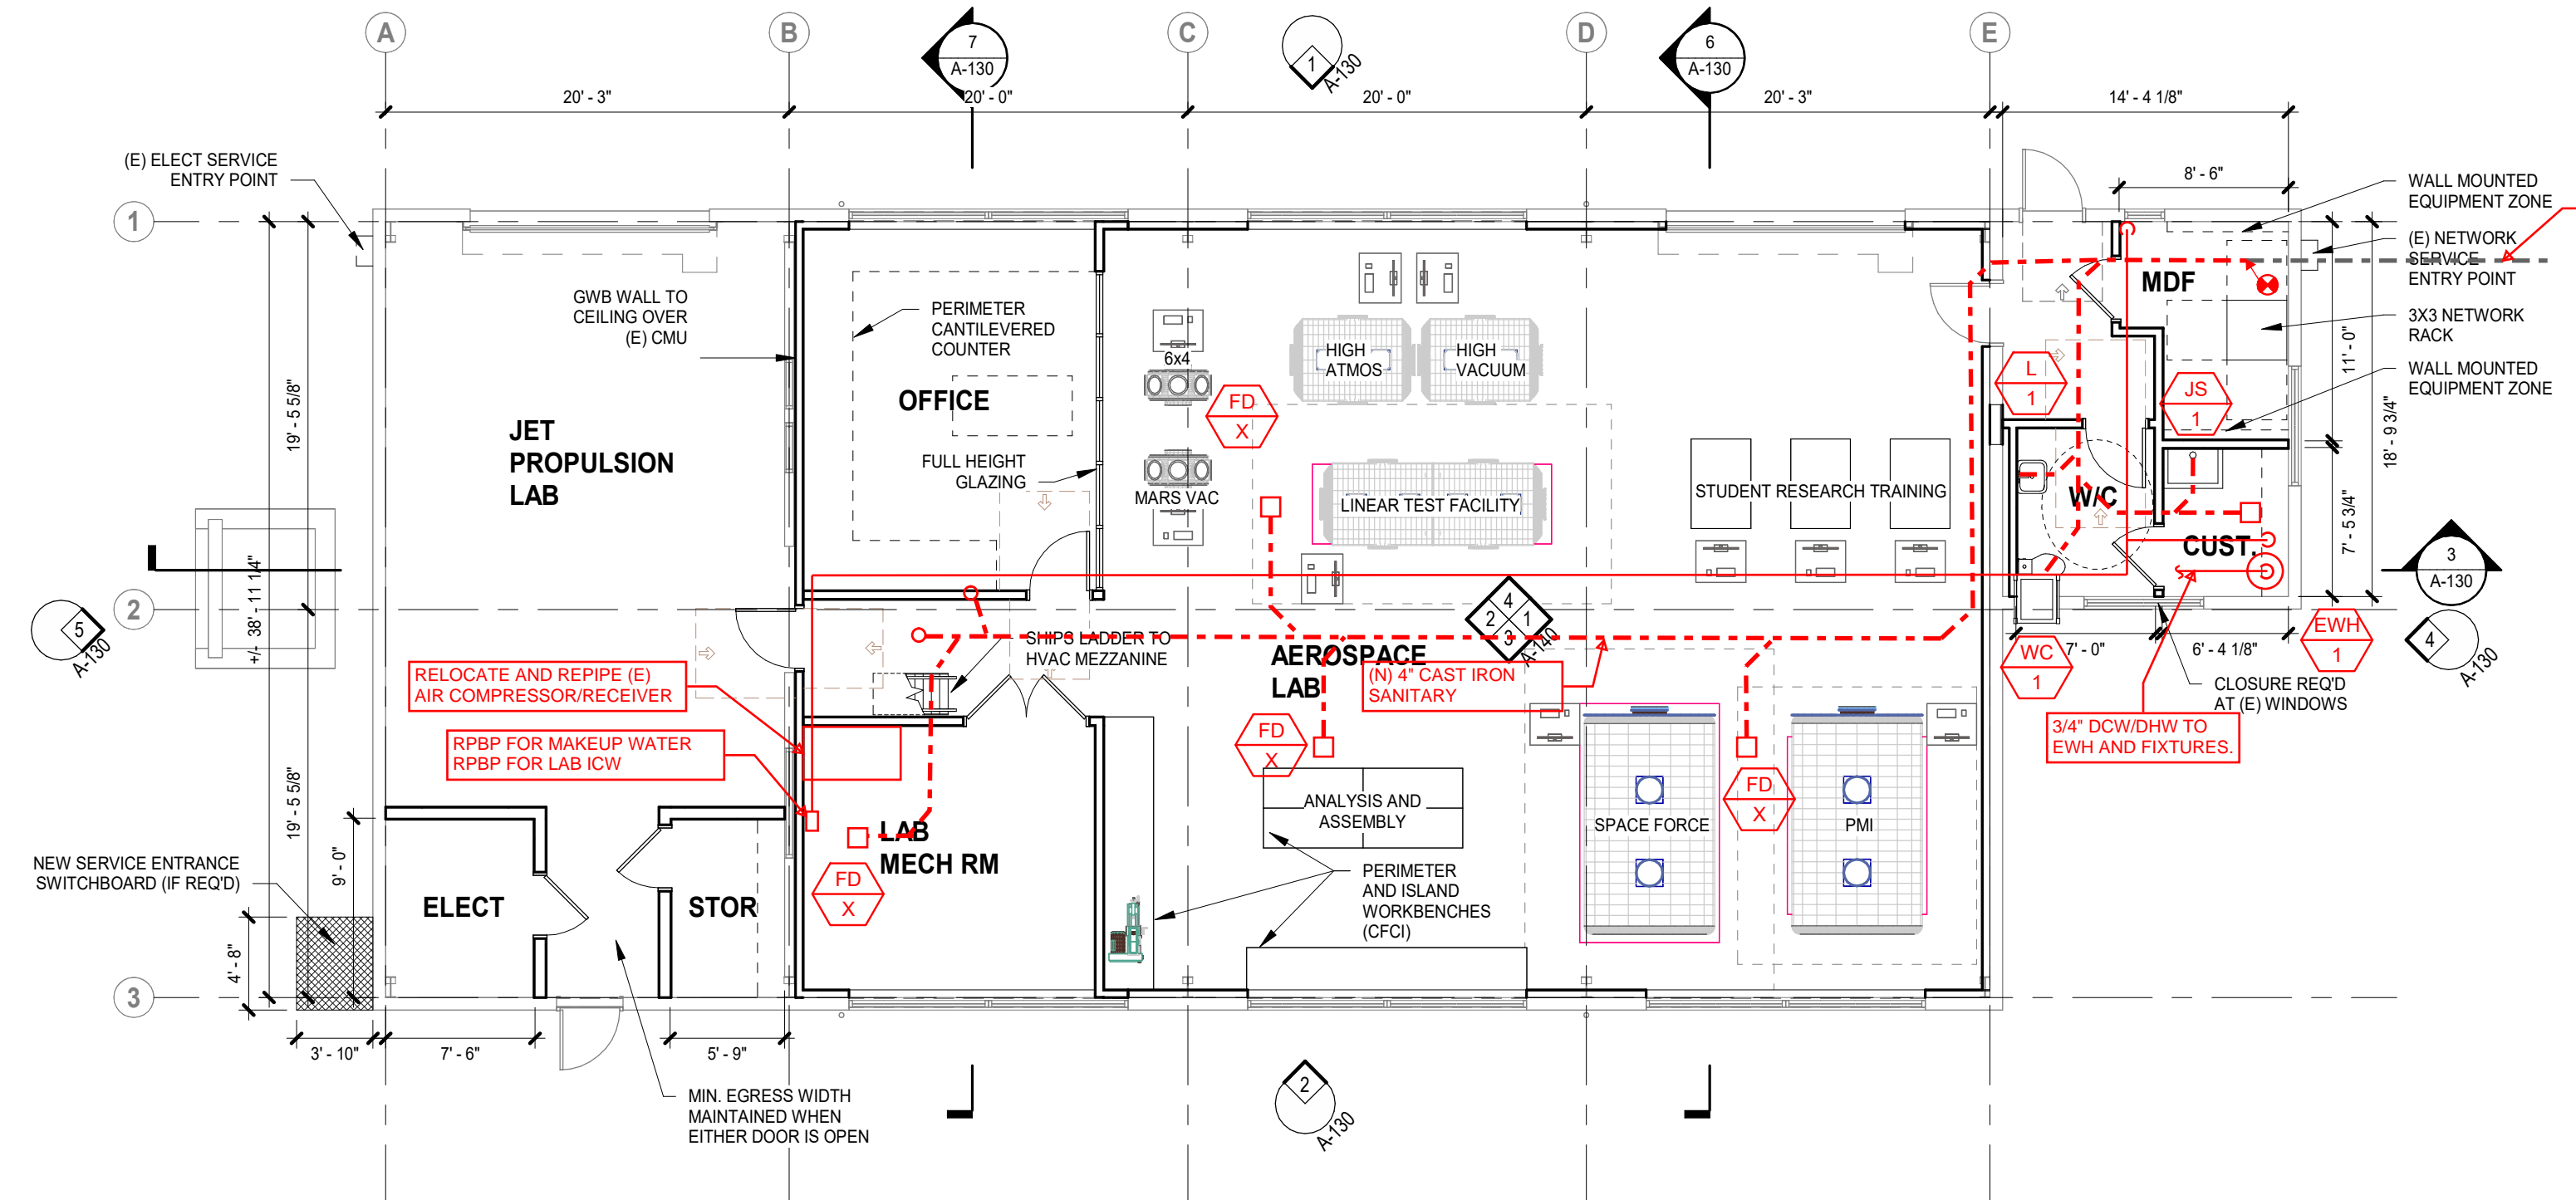 A
B
C
D
E
7
A-130
1
A-130
6
A-130
20' - 3"
20' - 0"
20' - 0"
20' - 3"
14' - 4 1/8"
(E) ELECT SERVICE
ENTRY POINT
8' - 6"
WALL MOUNTED
EQUIPMENT ZONE
1
(E) NETWORK
SERVICE
ENTRY POINT
MDF
GWB WALL TO
CEILING OVER
(E) CMU
PERIMETER
CANTILEVERED
COUNTER
3X3 NETWORK
RACK
6x4
HIGH
ATMOS
HIGH
VACUUM
WALL MOUNTED
EQUIPMENT ZONE
11' - 0"
18' - 9 3/4"
7' - 5 3/4"
L
1
JS
1
OFFICE
FD
X
19' - 5 5/8"
JET
PROPULSION
LAB
FULL HEIGHT
GLAZING
MARS VAC
LINEAR TEST FACILITY
STUDENT RESEARCH TRAINING
W/C
CUST.
3
A-130
+/- 38' - 11 1/4"
2
5
A-130
4
2
1
3
A-140
EWH
1
4
A-130
SHIPS LADDER TO
HVAC MEZZANINE
AEROSPACE
LAB
7' - 0"
6' - 4 1/8"
WC
1
RELOCATE AND REPIPE (E)
AIR COMPRESSOR/RECEIVER
(N) 4" CAST IRON
SANITARY
CLOSURE REQ'D
AT (E) WINDOWS
RPBP FOR MAKEUP WATER
RPBP FOR LAB ICW
FD
X
3/4" DCW/DHW TO
EWH AND FIXTURES.
FD
X
19' - 5 5/8"
ANALYSIS AND
ASSEMBLY
SPACE FORCE
PMI
LAB
MECH RM
NEW SERVICE ENTRANCE
SWITCHBOARD (IF REQ'D)
9' - 0"
FD
X
PERIMETER
AND ISLAND
WORKBENCHES
(CFCI)
ELECT
STOR
4' - 8"
3
3' - 10"
7' - 6"
5' - 9"
MIN. EGRESS WIDTH
MAINTAINED WHEN
EITHER DOOR IS OPEN
2
A-130